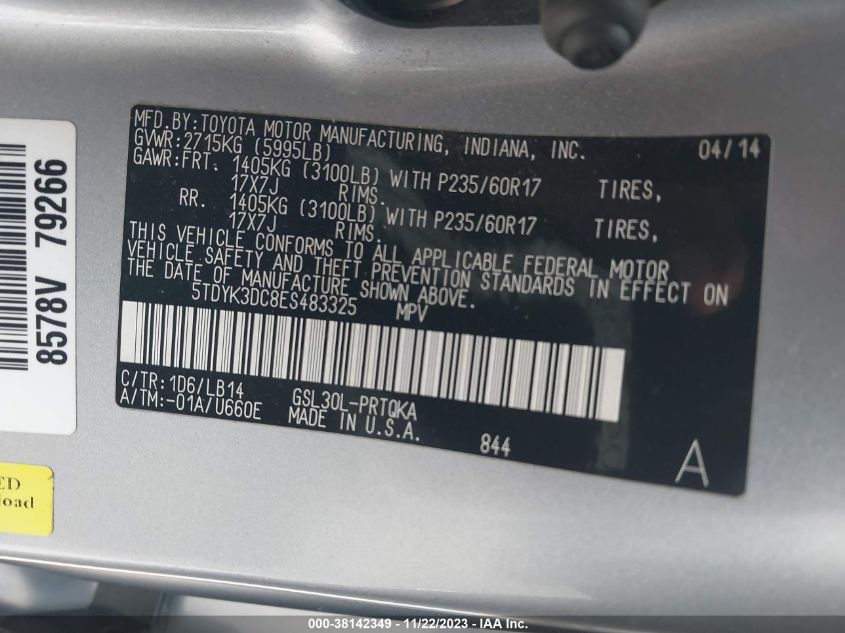 MFD.BY:TOYOTA MOTOR MANUFACTURING, INDIANA, INC. 04/14
GVWR:2715KG (5995LB)
GAWR:FRT. 1405KG (3100LB) WITH P235/60R17 TIRES,
17X7J RIMS.
RR. 1405KG (3100LB) WITH P235/60R17 TIRES,
17X7J RIMS.
THIS VEHICLE CONFORMS TO ALL APPLICABLE FEDERAL MOTOR
VEHICLE SAFETY AND THEFT PREVENTION STANDARDS IN EFFECT ON
THE DATE OF MANUFACTURE SHOWN ABOVE.
5TDYK3DC8ES483325 MPV
C/TR:1D6/LB14 GSL30L-PRTQKA
A/TM:-01A/U660E MADE IN U.S.A. 844
A
8578V 79266
ED
load
000-38142349 - 11/22/2023 - IAA Inc.